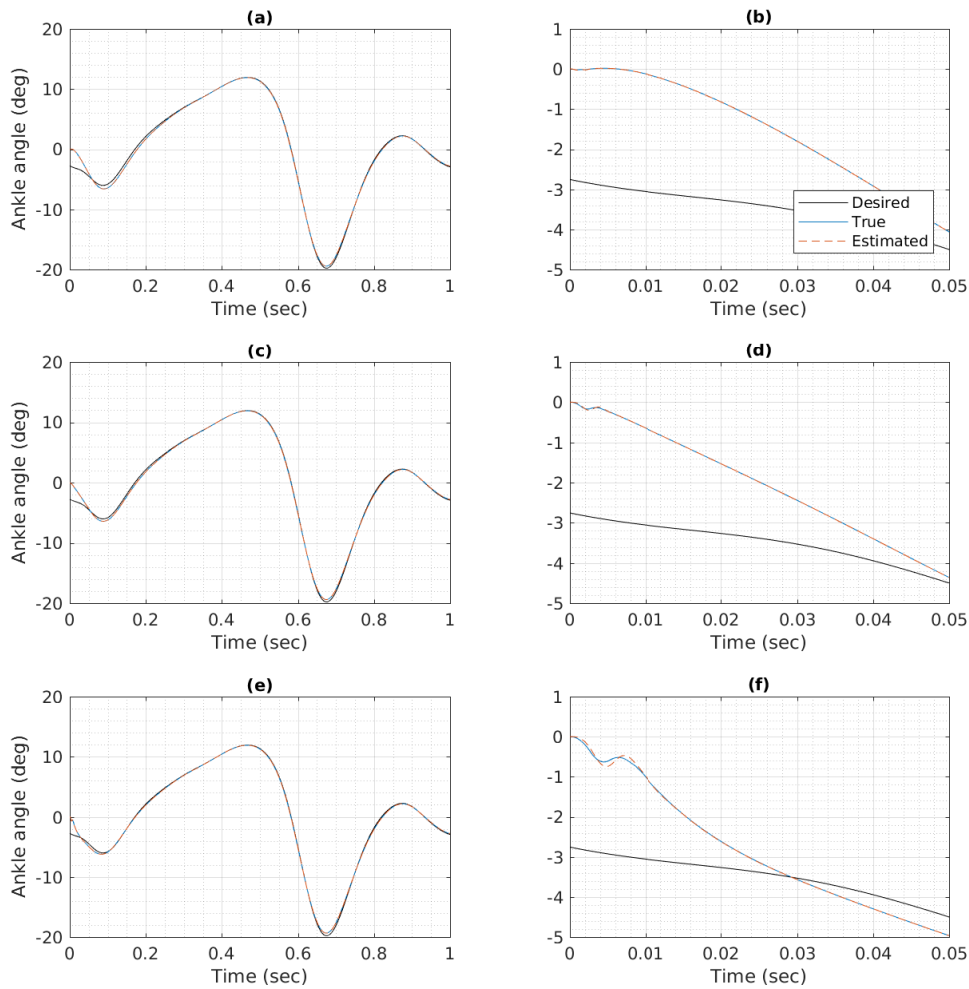 (a)
20
10
0
-10
-20
Ankle angle (deg)
0 0.2 0.4 0.6 0.8 1
Time (sec)
(b)
1
0
-1
-2
-3
-4
-5
Desired
True
Estimated
0 0.01 0.02 0.03 0.04 0.05
Time (sec)
(c)
20
10
0
-10
-20
Ankle angle (deg)
0 0.2 0.4 0.6 0.8 1
Time (sec)
(d)
1
0
-1
-2
-3
-4
-5
0 0.01 0.02 0.03 0.04 0.05
Time (sec)
(e)
20
10
0
-10
-20
Ankle angle (deg)
0 0.2 0.4 0.6 0.8 1
Time (sec)
(f)
1
0
-1
-2
-3
-4
-5
0 0.01 0.02 0.03 0.04 0.05
Time (sec)